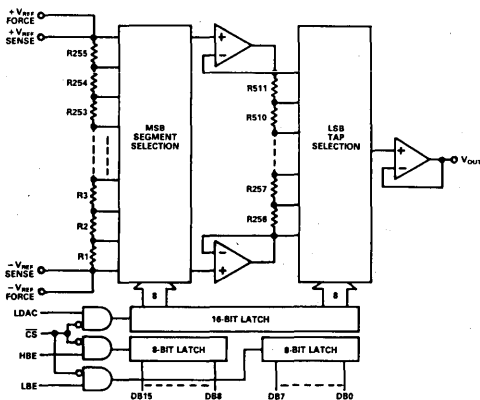 + VREF
FORCE
+ VREF
SENSE
R255
R254
R253
R3
R2
R1
− VREF
SENSE
− VREF
FORCE
MSB
SEGMENT
SELECTION
R511
R510
R257
R256
LSB
TAP
SELECTION
VOUT
8
8
LDAC
CS
HBE
LBE
16-BIT LATCH
8-BIT LATCH
8-BIT LATCH
DB15
DB8
DB7
DB0